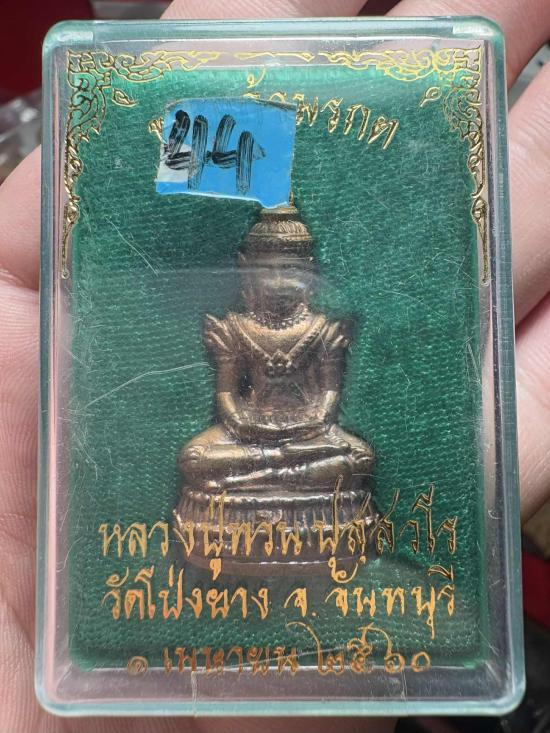 44
หลวงปู่ทวน ปุสฺสวโร
วัดโป่งยาง จ. จันทบุรี
๑ เมษายน ๒๕๖๐